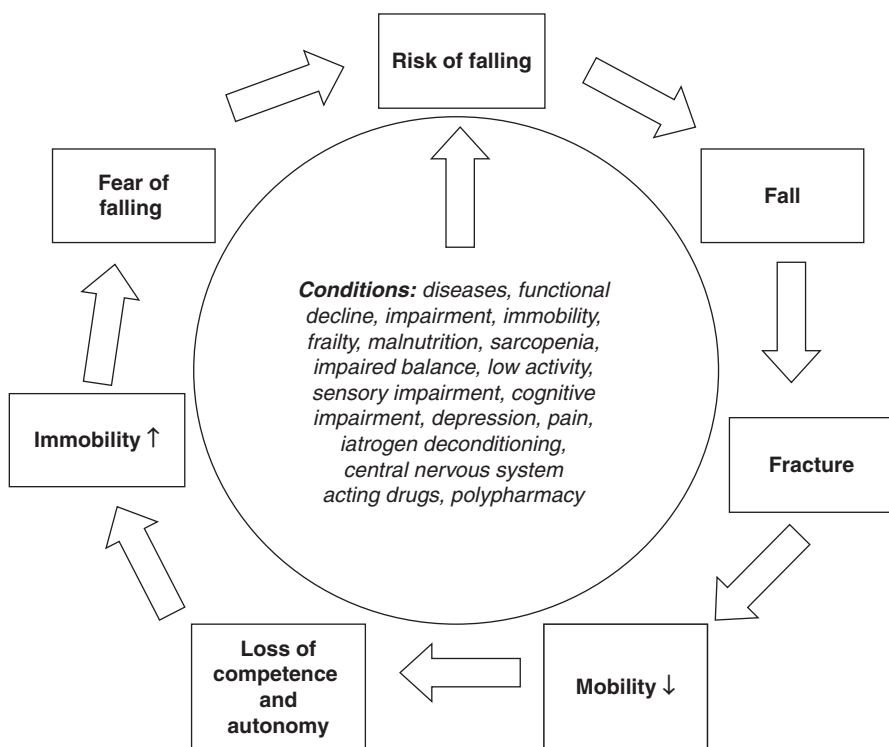 Risk of falling
Fall
Fracture
Mobility ↓
Loss of
competence
and
autonomy
Immobility ↑
Fear of
falling
Conditions: diseases, functional
decline, impairment, immobility,
frailty, malnutrition, sarcopenia,
impaired balance, low activity,
sensory impairment, cognitive
impairment, depression, pain,
iatrogen deconditioning,
central nervous system
acting drugs, polypharmacy